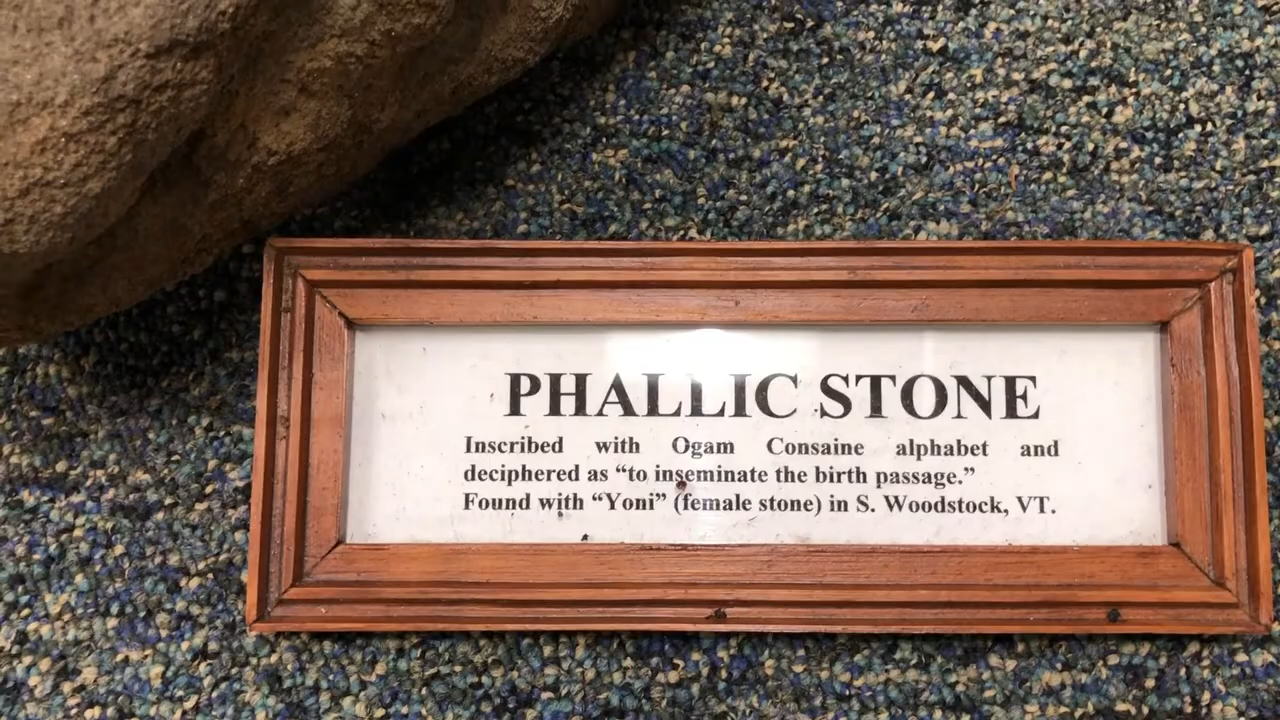 PHALLIC STONE
Inscribed with Ogam Consaine alphabet and
deciphered as “to inseminate the birth passage.”
Found with “Yoni” (female stone) in S. Woodstock, VT.